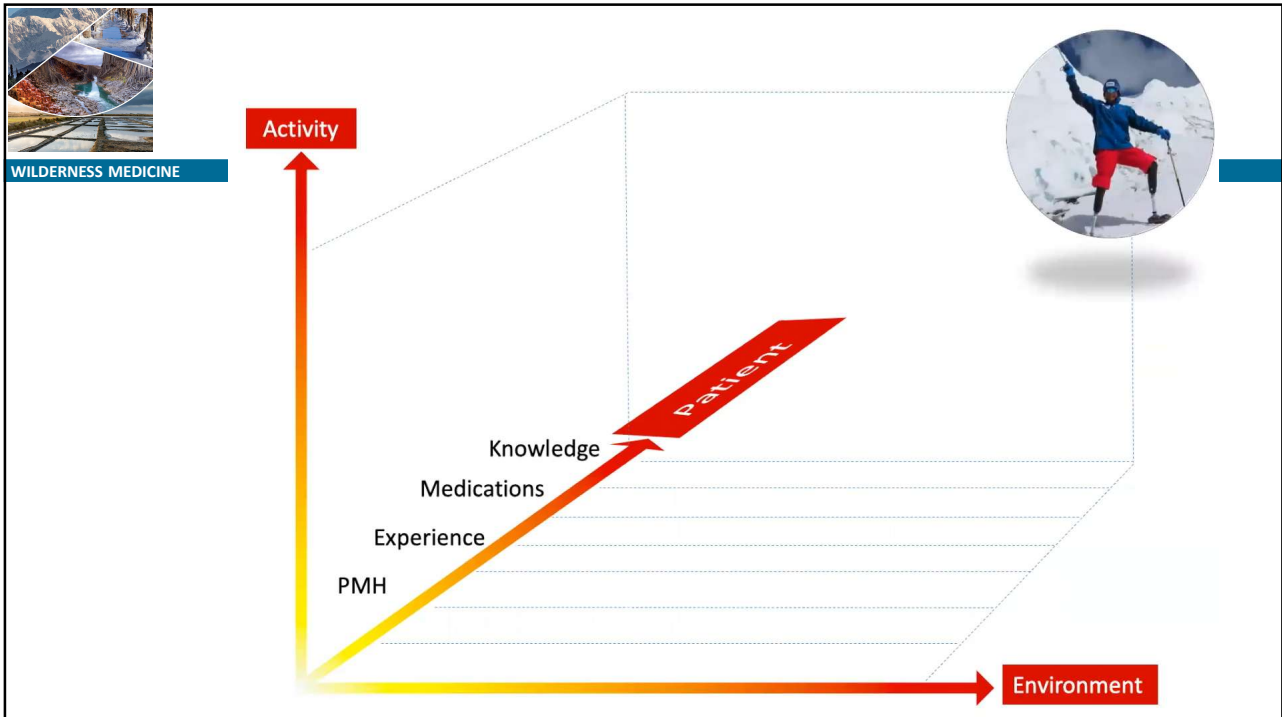 WILDERNESS MEDICINE
Activity
Patient
Knowledge
Medications
Experience
PMH
Environment